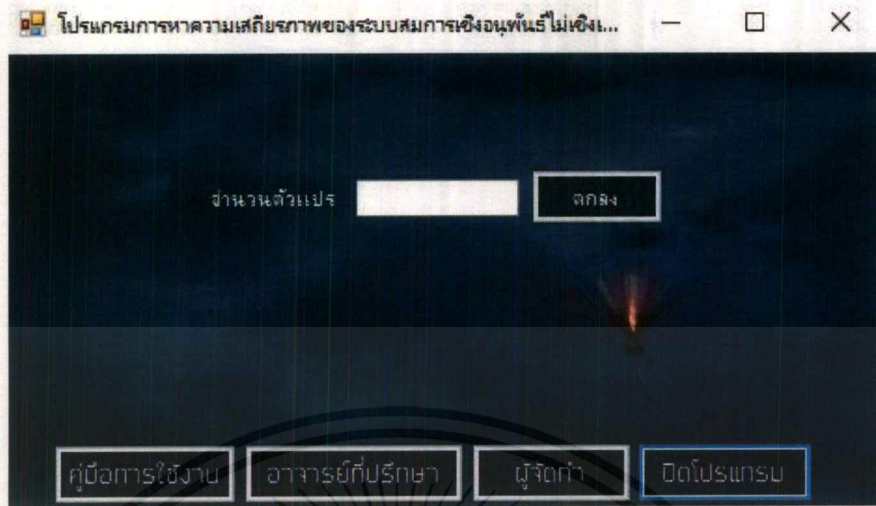 โปรแกรมการหาความเสถียรภาพของระบบสมการเชิงอนุพันธ์ไม่เชิงเ...
จำนวนตัวแปร ตกลง
คู่มือการใช้งาน อาจารย์ที่ปรึกษา ผู้จัดทำ ปิดโปรแกรม